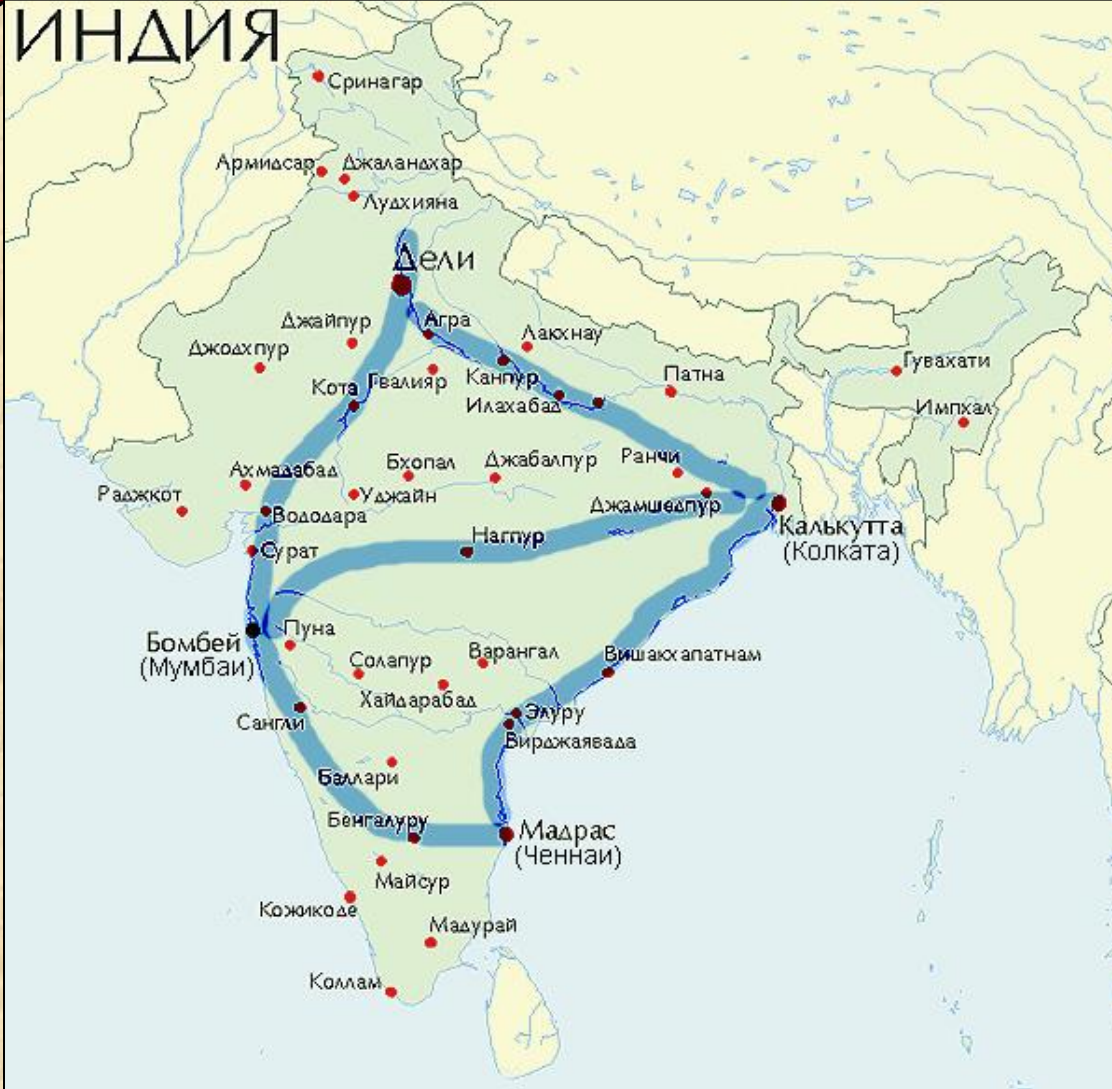 ИНДИЯ
Сринагар
Армидсар
Джаландхар
Лудхияна
Дели
Джайпур
Агра
Лакхнау
Джодхпур
Гвалияр
Канпур
Патна
Гувахати
Кота
Илахабад
Импхал
Ахмадабад
Бхопал
Джабалпур
Ранчи
Раджкот
Уджайн
Джамшедпур
Вододара
Калькутта
(Колката)
Сурат
Нагпур
Бомбей
(Мумбаи)
Пуна
Солапур
Варангал
Вишакхапатнам
Хайдарабад
Сангли
Элуру
Вирджаявада
Баллари
Бенгалуру
Мадрас
(Ченнаи)
Майсур
Кожикоде
Мадурай
Коллам